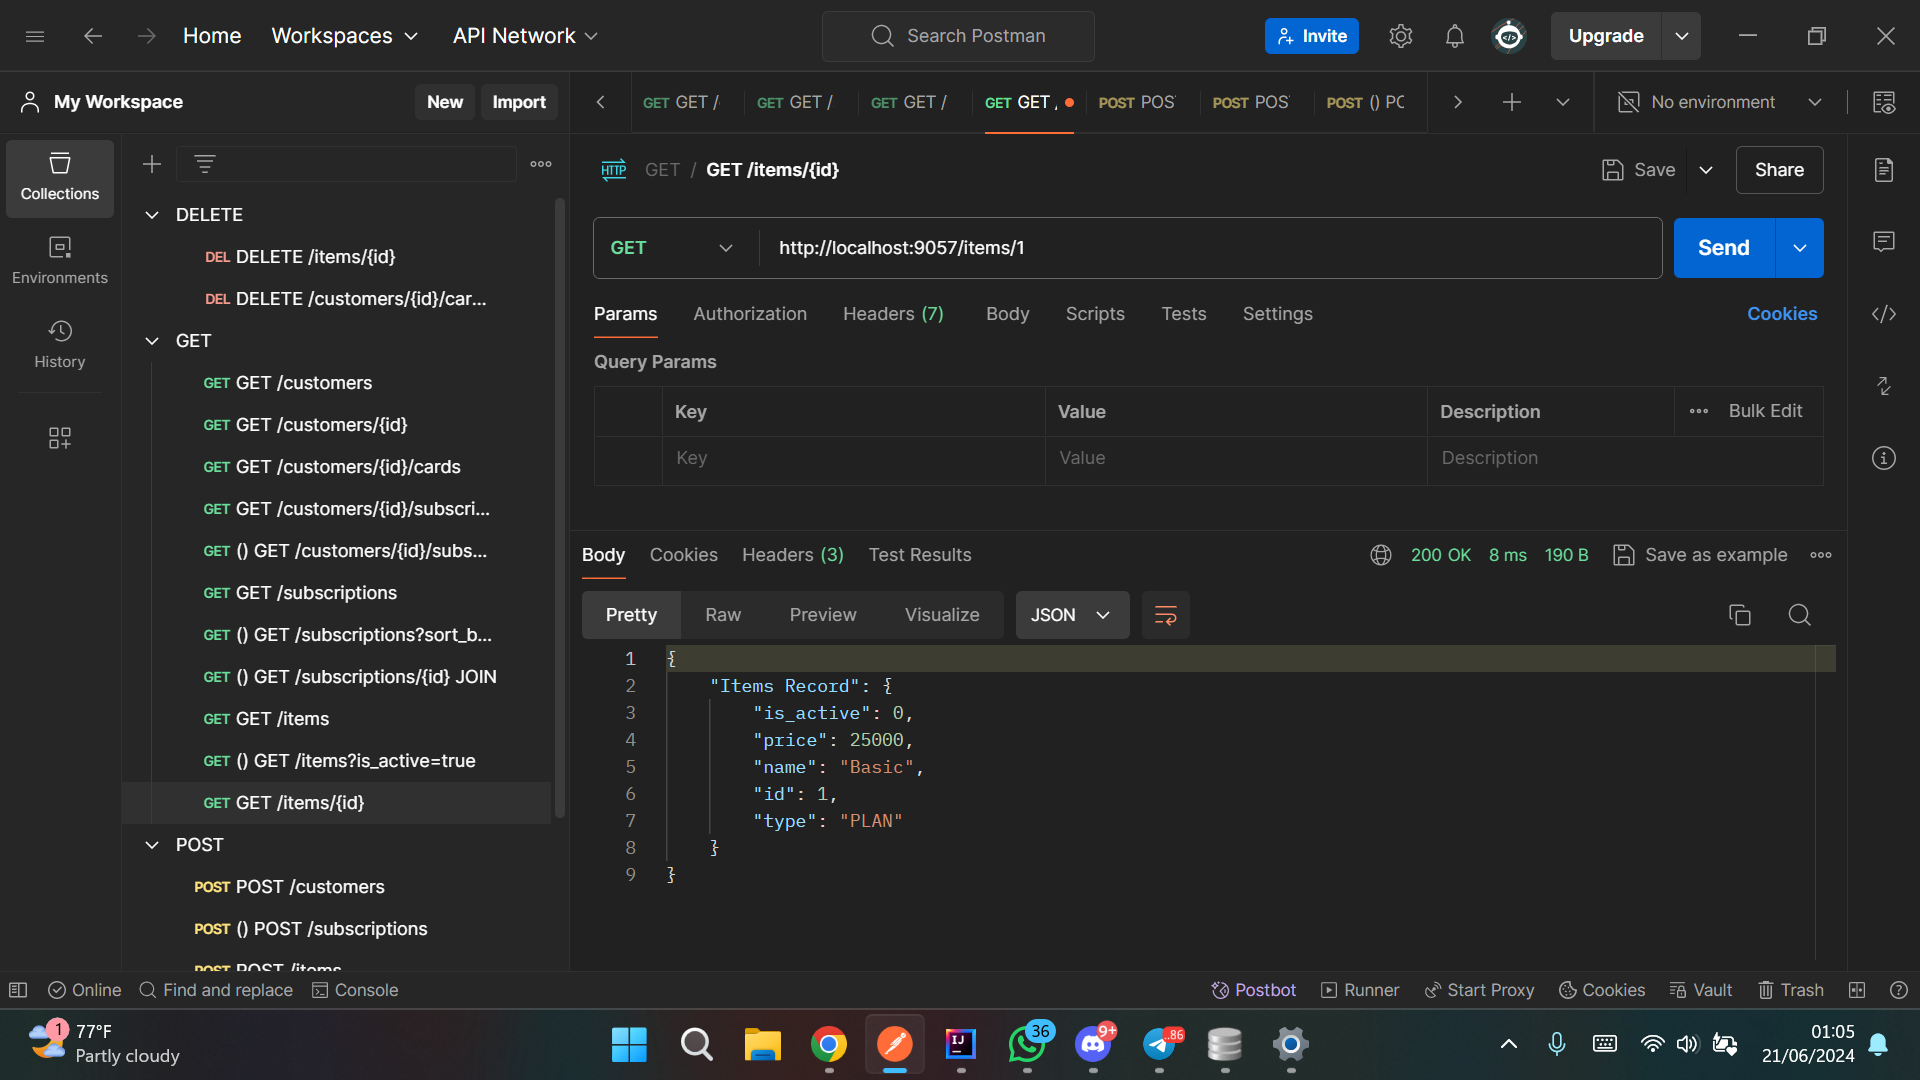 Home
Workspaces
API Network
Search Postman
Invite
Upgrade
My Workspace
New
Import
GET GET /
GET GET /
GET GET /
GET GET
POST POS
POST POS
POST () PC
No environment
Collections
Environments
History
DELETE
DEL DELETE /items/{id}
DEL DELETE /customers/{id}/car...
GET
GET GET /customers
GET GET /customers/{id}
GET GET /customers/{id}/cards
GET GET /customers/{id}/subscri...
GET () GET /customers/{id}/subs...
GET GET /subscriptions
GET () GET /subscriptions?sort_b...
GET () GET /subscriptions/{id} JOIN
GET GET /items
GET () GET /items?is_active=true
GET GET /items/{id}
POST
POST POST /customers
POST () POST /subscriptions
POST POST /items
HTTP GET / GET /items/{id}
Save
Share
GET
http://localhost:9057/items/1
Send
Params Authorization Headers (7) Body Scripts Tests Settings
Cookies
Query Params
Key Value Description
Bulk Edit
Key Value Description
Body Cookies Headers (3) Test Results
200 OK 8 ms 190 B
Save as example
Pretty Raw Preview Visualize
JSON
1 {
2 "Items Record": {
3 "is_active": 0,
4 "price": 25000,
5 "name": "Basic",
6 "id": 1,
7 "type": "PLAN"
8 }
9 }
Online
Find and replace
Console
Postbot
Runner
Start Proxy
Cookies
Vault
Trash
1
77°F
Partly cloudy
IJ
36
9+
..86
01:05
21/06/2024